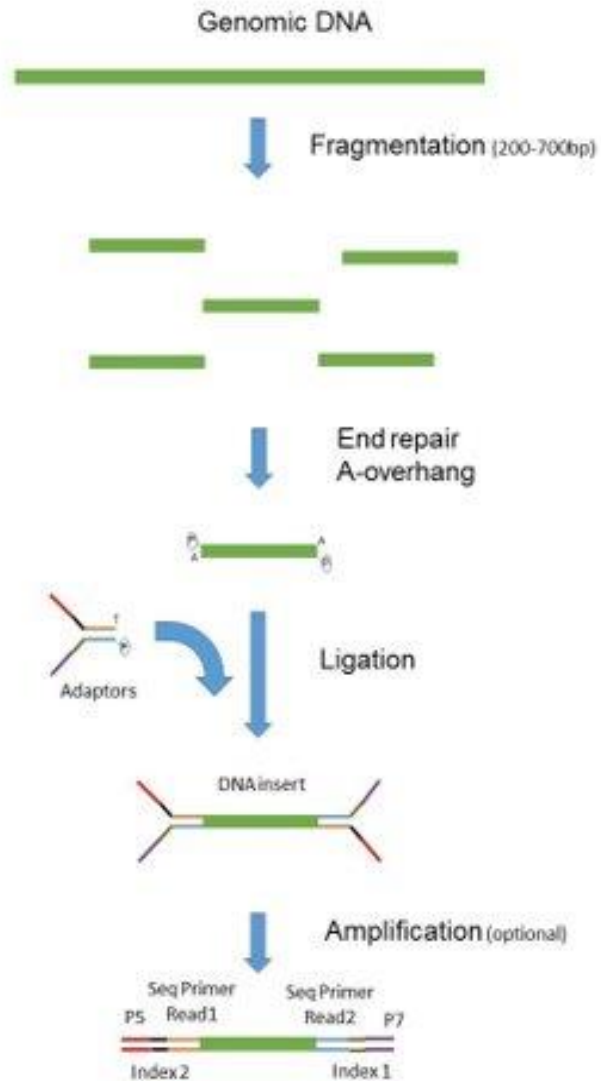 Genomic DNA
Fragmentation (200-700bp)
End repair
A-overhang
P
A
A
P
T
P
Adaptors
Ligation
DNA insert
Amplification (optional)
Seq Primer
Read1
Seq Primer
Read2
P5
P7
Index 2
Index 1